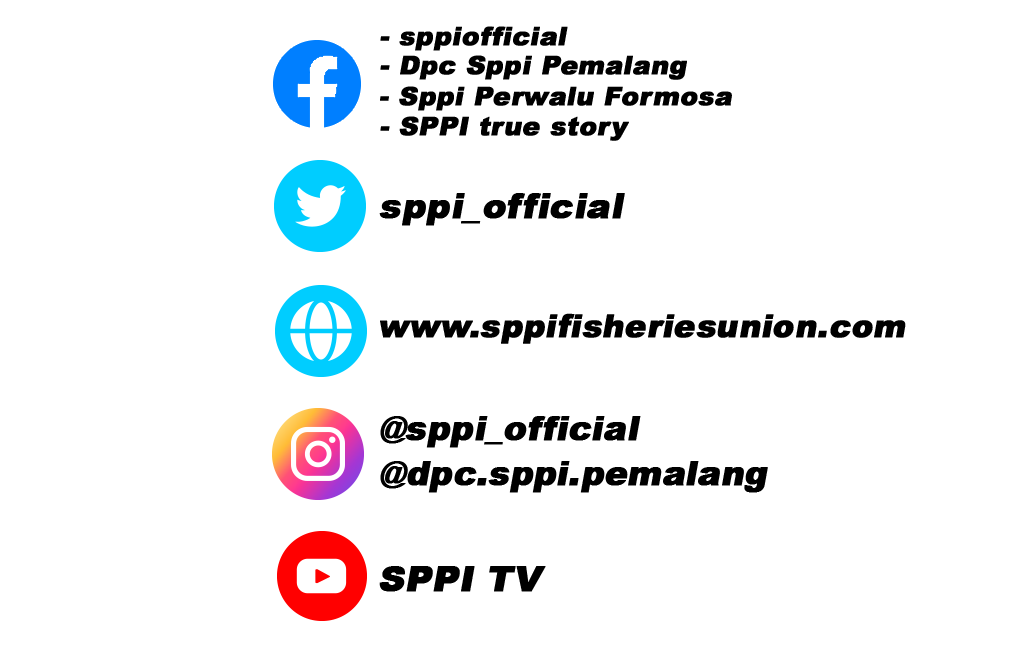 - sppiofficial
- Dpc Sppi Pemalang
- Sppi Perwalu Formosa
- SPPI true story
sppi_official
www.sppifisheriesunion.com
@sppi_official
@dpc.sppi.pemalang
SPPI TV